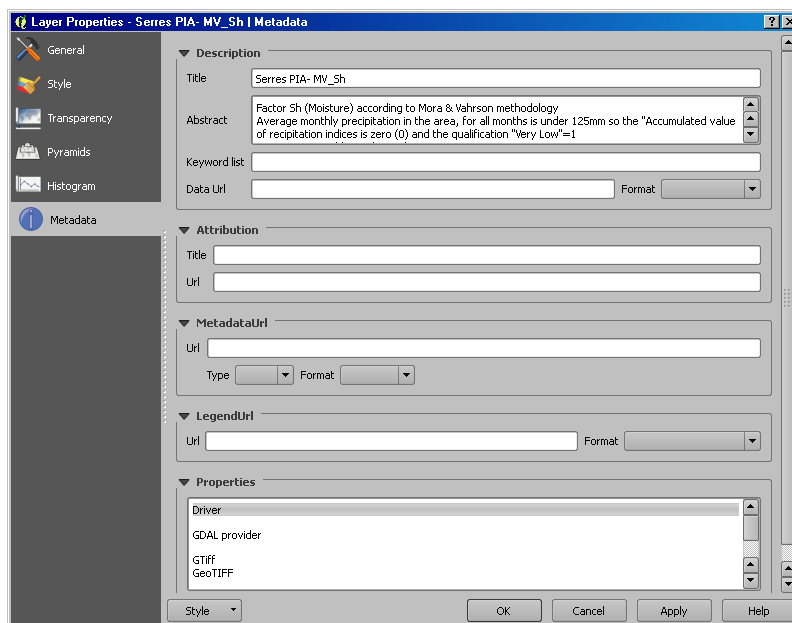 Layer Properties - Serres PIA- MV_Sh | Metadata
General
Style
Transparency
Pyramids
Histogram
Metadata
Description
Title Serres PIA- MV_Sh
Abstract
Factor Sh (Moisture) according to Mora & Vahrson methodology
Average monthly precipitation in the area, for all months is under 125mm so the "Accumulated value
of recipitation indices is zero (0) and the qualification "Very Low"=1
Keyword list
Data Url Format
Attribution
Title
Url
MetadataUrl
Url
Type Format
LegendUrl
Url Format
Properties
Driver
GDAL provider
GTiff
GeoTIFF
Style OK Cancel Apply Help